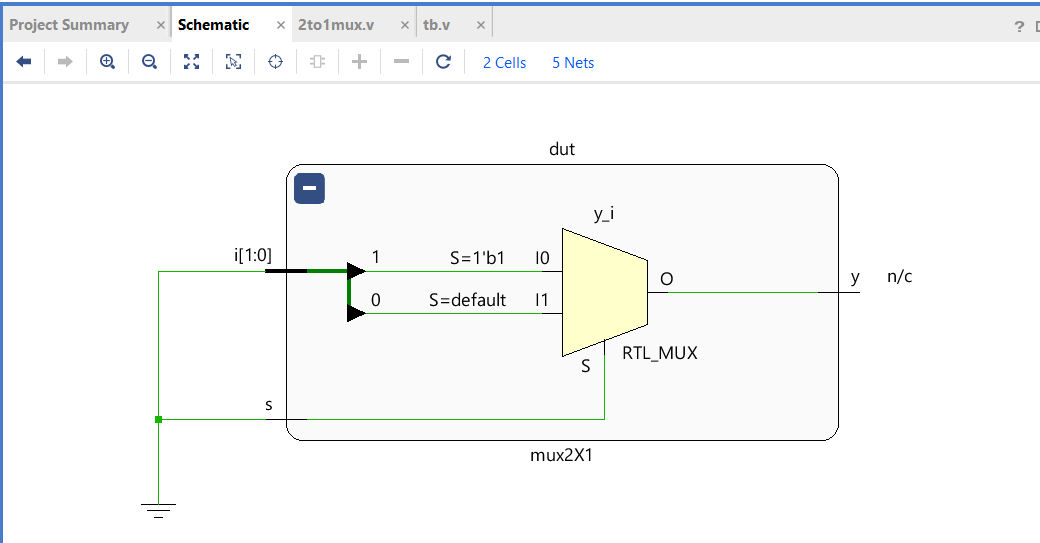 Project Summary × Schematic × 2to1mux.v × tb.v ×
?
2 Cells 5 Nets
dut
y_i
i[1:0] 1 S=1'b1 I0
O y n/c
0 S=default I1
S RTL_MUX
s
mux2X1